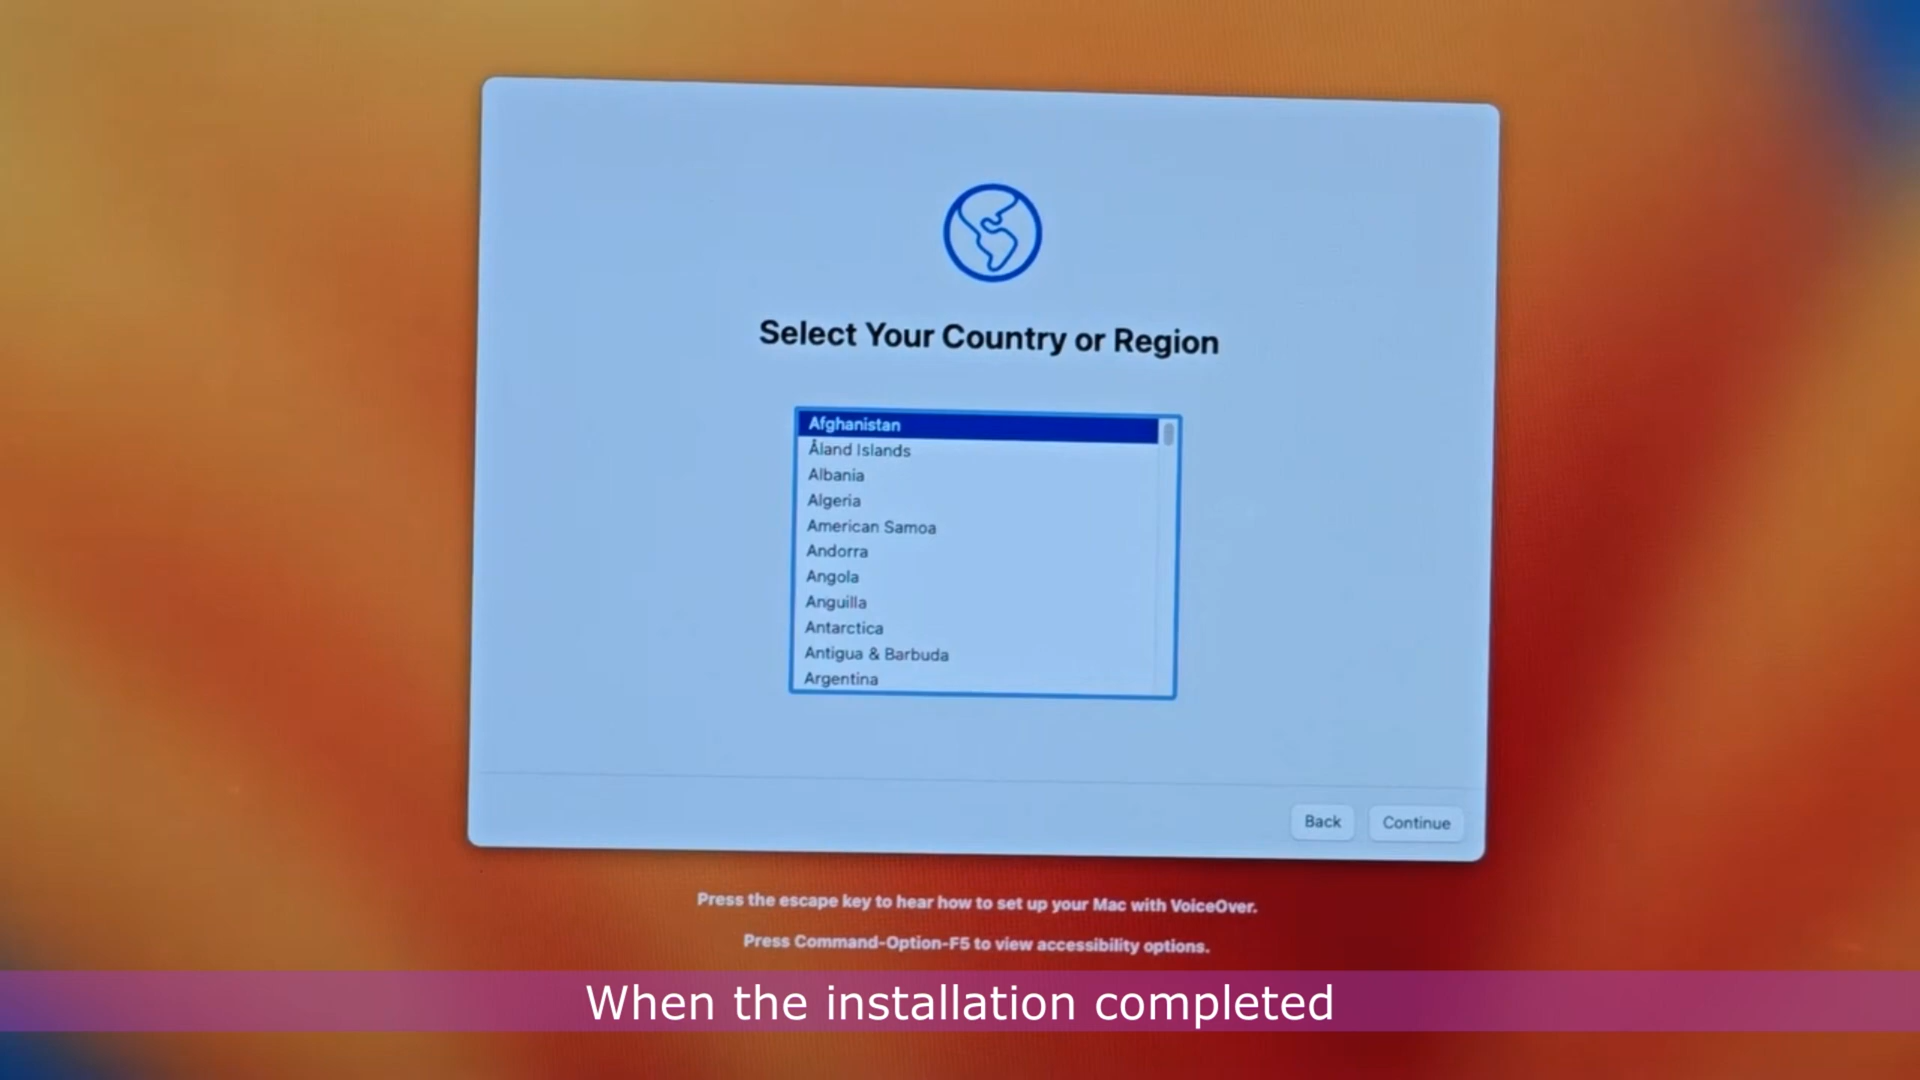 Select Your Country or Region
Afghanistan
Åland Islands
Albania
Algeria
American Samoa
Andorra
Angola
Anguilla
Antarctica
Antigua & Barbuda
Argentina
Back
Continue
Press the escape key to hear how to set up your Mac with VoiceOver.
Press Command-Option-F5 to view accessibility options.
When the installation completed